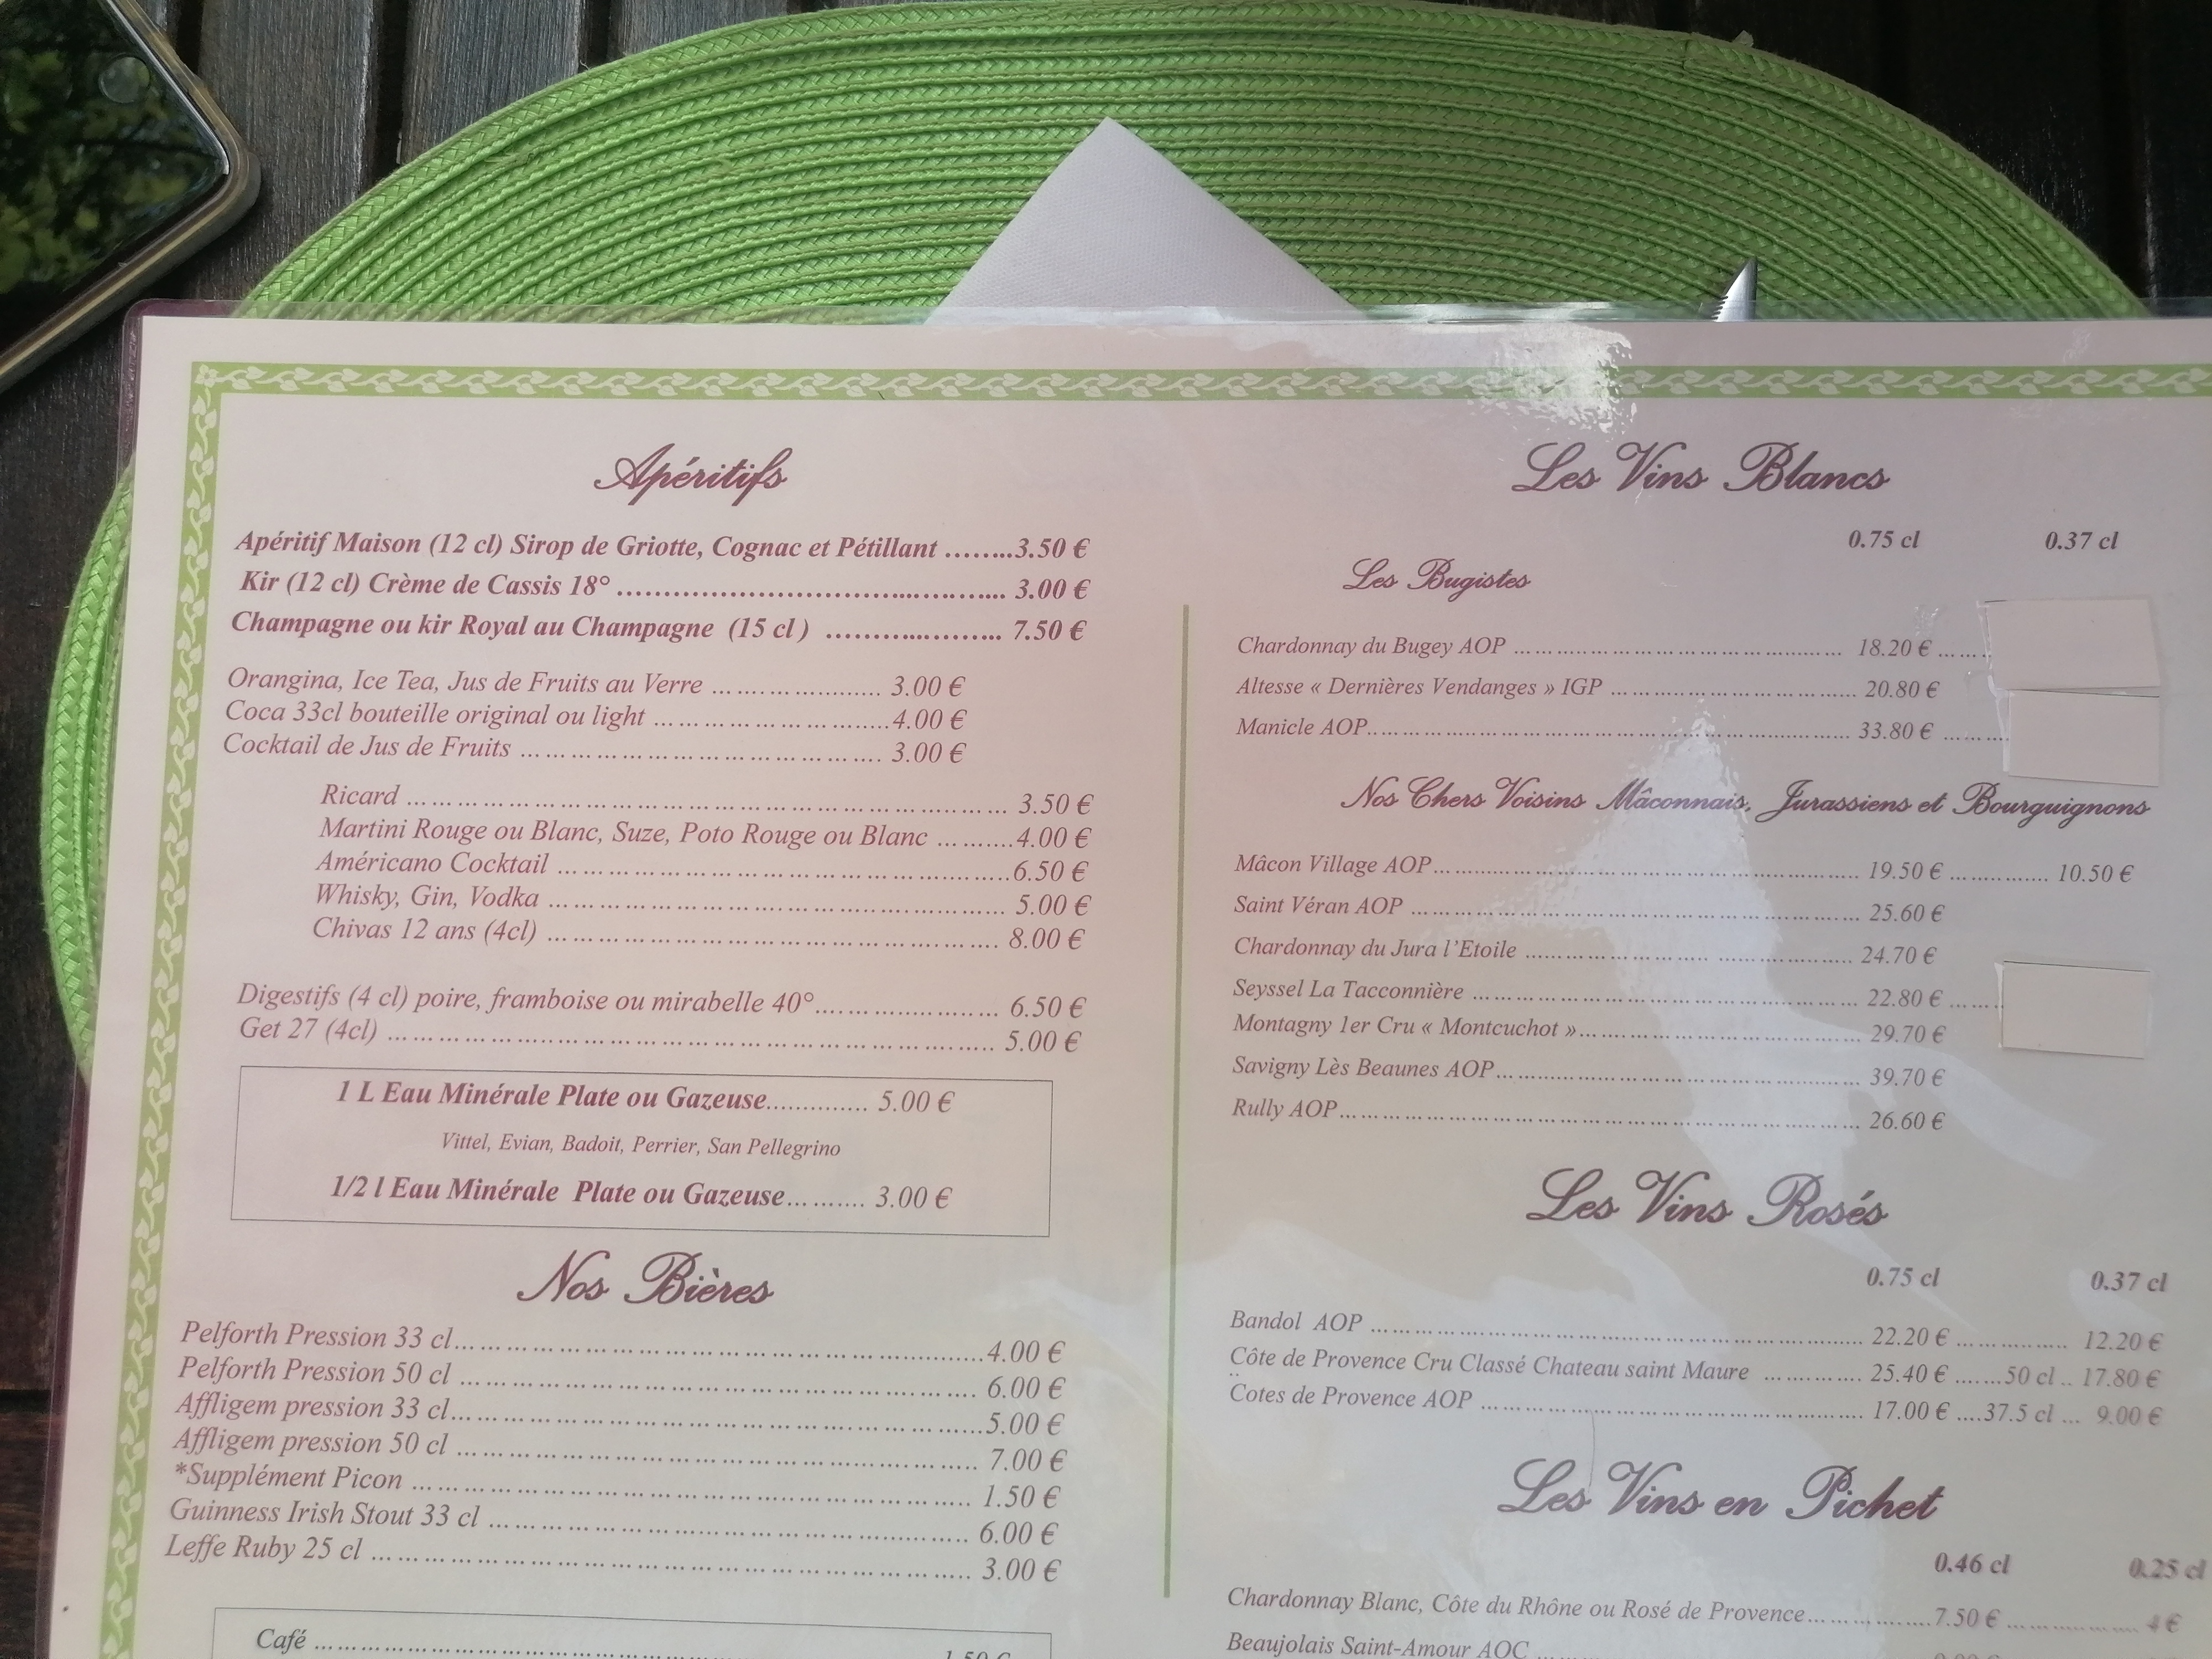 Apéritifs
Apéritif Maison (12 cl) Sirop de Griotte, Cognac et Pétillant ........3.50 €
Kir (12 cl) Crème de Cassis 18° ........ 3.00 €
Champagne ou kir Royal au Champagne (15 cl ) ........ 7.50 €
Orangina, Ice Tea, Jus de Fruits au Verre ........ 3.00 €
Coca 33cl bouteille original ou light ........4.00 €
Cocktail de Jus de Fruits ........ 3.00 €
Ricard ........ 3.50 €
Martini Rouge ou Blanc, Suze, Poto Rouge ou Blanc ........4.00 €
Américano Cocktail ........6.50 €
Whisky, Gin, Vodka ........ 5.00 €
Chivas 12 ans (4cl) ........ 8.00 €
Digestifs (4 cl) poire, framboise ou mirabelle 40°........ 6.50 €
Get 27 (4cl) ........ 5.00 €
1 L Eau Minérale Plate ou Gazeuse........ 5.00 €
Vittel, Evian, Badoit, Perrier, San Pellegrino
1/2 l Eau Minérale Plate ou Gazeuse........ 3.00 €
Nos Bières
Pelforth Pression 33 cl........4.00 €
Pelforth Pression 50 cl ........ 6.00 €
Affligem pression 33 cl........5.00 €
Affligem pression 50 cl ........ 7.00 €
*Supplément Picon ........ 1.50 €
Guinness Irish Stout 33 cl ........ 6.00 €
Leffe Ruby 25 cl ........ 3.00 €
Café ........ 1.50 €
Les Vins Blancs
0.75 cl 0.37 cl
Les Bugistes
Chardonnay du Bugey AOP ........ 18.20 € ......
Altesse « Dernières Vendanges » IGP ........ 20.80 €
Manicle AOP........ 33.80 € ........
Nos Chers Voisins Mâconnais, Jurassiens et Bourguignons
Mâcon Village AOP........ 19.50 € ........ 10.50 €
Saint Véran AOP ........ 25.60 €
Chardonnay du Jura l'Etoile ........ 24.70 €
Seyssel La Tacconnière ........ 22.80 € ......
Montagny 1er Cru « Montcuchot »........ 29.70 €
Savigny Lès Beaunes AOP........ 39.70 €
Rully AOP........ 26.60 €
Les Vins Rosés
0.75 cl 0.37 cl
Bandol AOP ........ 22.20 € ........ 12.20 €
Côte de Provence Cru Classé Chateau saint Maure ........ 25.40 € .......50 cl .. 17.80 €
Cotes de Provence AOP ........ 17.00 € ....37.5 cl ... 9.00 €
Les Vins en Pichet
0.46 cl 0.25 cl
Chardonnay Blanc, Côte du Rhône ou Rosé de Provence........7.50 € ........ 4 €
Beaujolais Saint-Amour AOC ......